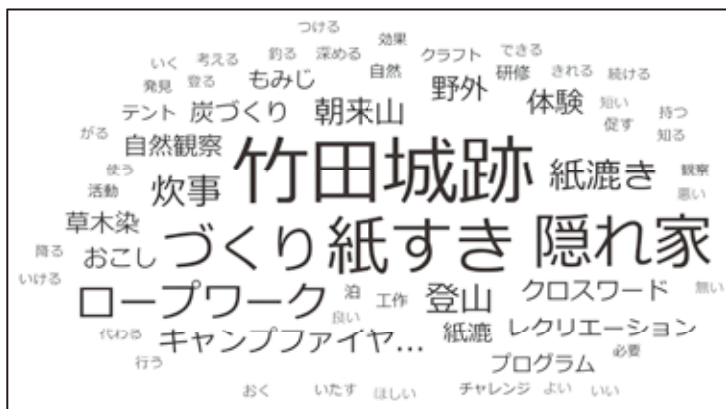 つける
いく 考える 釣る 深める 効果 クラフト できる
発見 登る もみじ 自然 野外 研修 きれる 続ける
テント 炭づくり 朝来山 体験 短い 持つ
がる 自然観察 促す 知る
使う 竹田城跡 紙漉き 観察
活動 炊事 悪い
草木染 づくり 紙すき 隠れ家
降る おこし
いける ロープワーク 泊 工作 登山 クロスワード 無い
代わる キャンプファイヤ... 良い 紙漉 レクリエーション
行う プログラム 必要
おく いたす ほしい チャレンジ よい いい